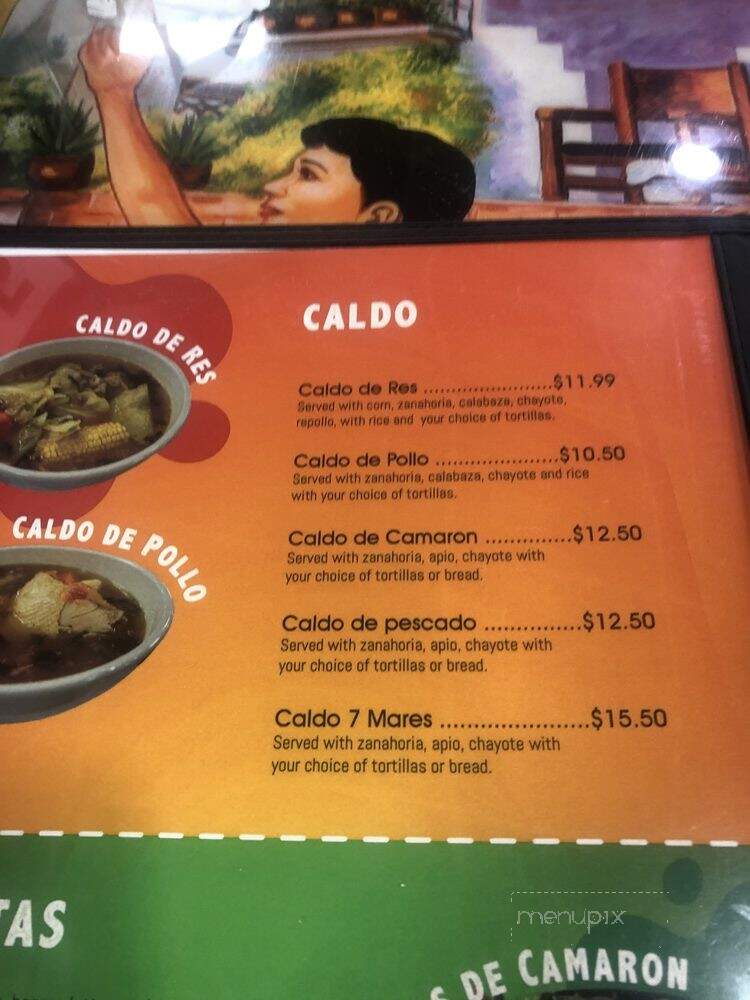 CALDO DE RES
CALDO DE POLLO
CALDO
Caldo de Res ........................$11.99
Served with corn, zanahoria, calabaza, chayote,
repollo, with rice and your choice of tortillas.
Caldo de Pollo .....................$10.50
Served with zanahoria, calabaza, chayote and rice
with your choice of tortillas.
Caldo de Camaron ..............$12.50
Served with zanahoria, apio, chayote with
your choice of tortillas or bread.
Caldo de pescado ...............$12.50
Served with zanahoria, apio, chayote with
your choice of tortillas or bread.
Caldo 7 Mares ......................$15.50
Served with zanahoria, apio, chayote with
your choice of tortillas or bread.
TAS
menupix
S DE CAMARON